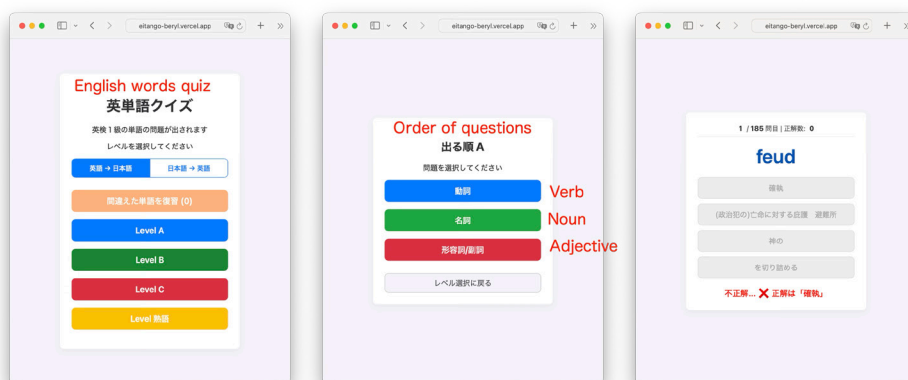 eitango-beryl.vercel.app
English words quiz
英単語クイズ
英検1級の単語の問題が出されます
レベルを選択してください
英語 → 日本語
日本語 → 英語
間違えた単語を復習 (0)
Level A
Level B
Level C
Level 熟語
eitango-beryl.vercel.app
Order of questions
出る順 A
問題を選択してください
動詞
Verb
名詞
Noun
形容詞/副詞
Adjective
レベル選択に戻る
eitango-beryl.vercel.app
1 / 185 問目 | 正解数: 0
feud
確執
(政治犯の)亡命に対する庇護 避難所
神の
を切り詰める
不正解... ❌ 正解は「確執」